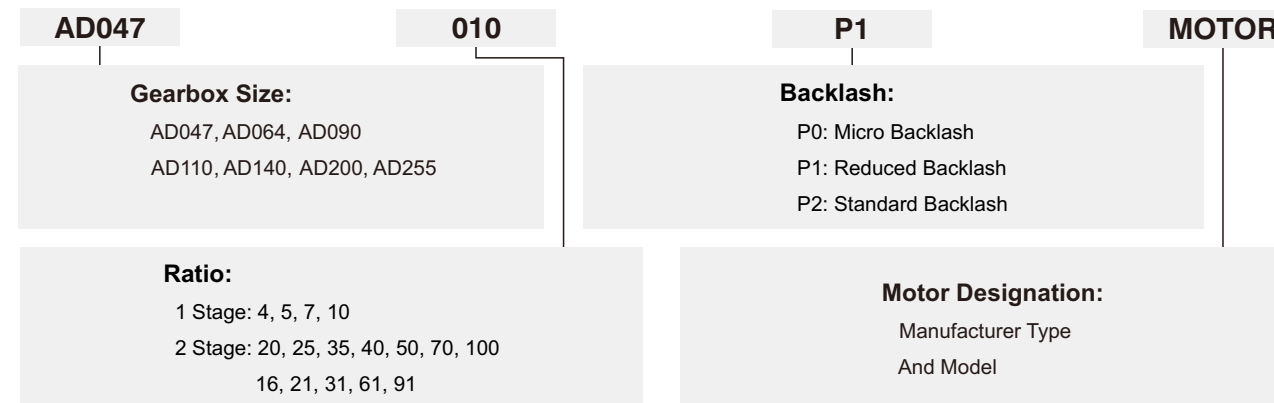 AD047 010 P1 MOTOR
Gearbox Size:
AD047, AD064, AD090
AD110, AD140, AD200, AD255
Backlash:
P0: Micro Backlash
P1: Reduced Backlash
P2: Standard Backlash
Ratio:
1 Stage: 4, 5, 7, 10
2 Stage: 20, 25, 35, 40, 50, 70, 100
16, 21, 31, 61, 91
Motor Designation:
Manufacturer Type
And Model